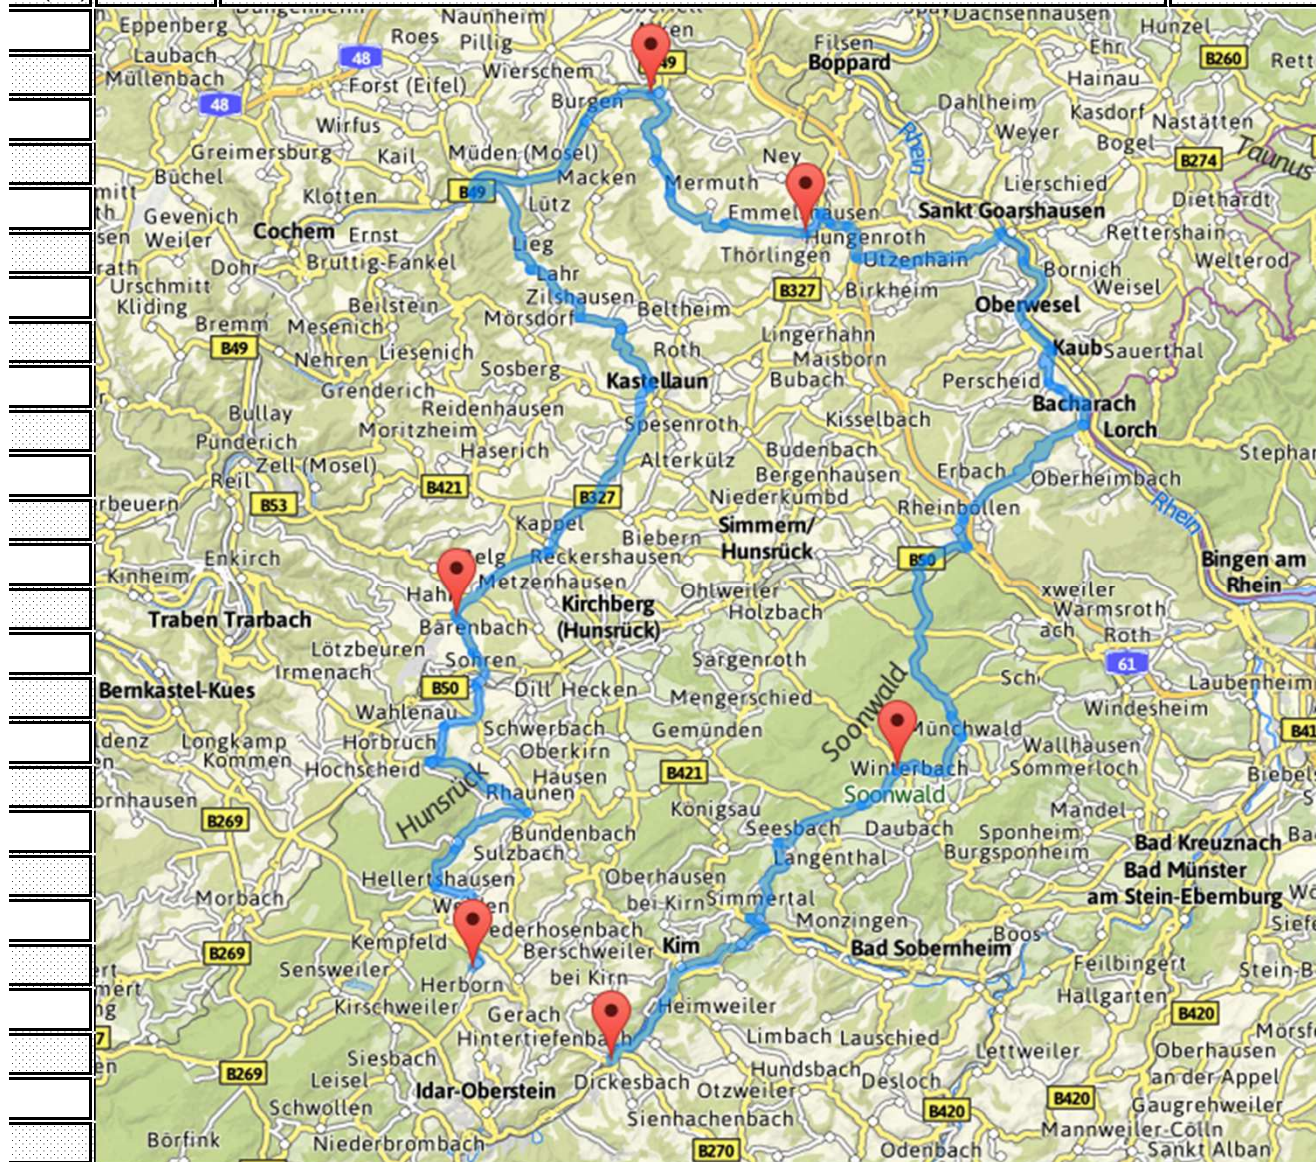 Eppenberg
Naunheim
Dachsenhausen
Hunzel
Laubach
Roes
Pillig
Filsen
Boppard
Ehr
B260
Müllenbach
48
48
Forst (Eifel)
Wierschem
Hainau
Burgen
Dahlheim
Kasdorf
Nastätten
Wirfus
Weyer
Bogel
Greimersburg
Kail
Müden (Mosel)
Ney
Rhein
B274
Taunus
Büchel
Klotten
B49
Macken
Mermuth
Lierschied
Gevenich
Lütz
Sankt Goarshausen
Diethardt
Cochem
Ernst
Weiler
Lieg
Hungenroth
Rettershain
Dohr
Bruttig-Fankel
Lahr
Thörlingen
Utzenhain
Bornich
Welterod
Urschmitt
Kliding
Beilstein
Zilshausen
Beltheim
B327
Birkheim
Weisel
Oberwesel
Bremm
Mesenich
Mörsdorf
Lingerhahn
B49
Nehren
Liesenich
Roth
Maisborn
Kaub
Sauerthal
Grenderich
Sosberg
Kastellaun
Bubach
Perscheid
Bullay
Reidenhausen
Spesenroth
Kisselbach
Bacharach
Lorch
Moritzheim
Pünderich
Zell (Mosel)
Haserich
Alterkülz
Budenbach
Bergenhausen
Erbach
Oberheimbach
Reil
B421
B53
B327
Niederkumbd
Rheinböllen
Rhein
Kappel
Simmern/
Hunsrück
Biebern
Enkirch
Reckershausen
B50
Bingen am
Rhein
Kinheim
Metzenhausen
Ohlweiler
Holzbach
xweiler
Warmsroth
Traben Trarbach
Bärenbach
Kirchberg
(Hunsrück)
ach
Roth
Lötzbeuren
Irmenach
Sohren
Sargenroth
61
Bernkastel-Kues
B50
Dill
Hecken
Mengerschied
Laubenheim
Windesheim
Wahlenau
Schwerbach
Gemünden
Soonwald
Münchwald
Longkamp
Kommen
Horbruch
Oberkirn
Wallhausen
Hochscheid
Hausen
B421
Winterbach
Sommerloch
Hunsrück
Rhaunen
Soonwald
B269
Königsau
Mandel
Bundenbach
Seesbach
Daubach
Sponheim
Bad Kreuznach
Sulzbach
Langenthal
Burgsponheim
Bad Münster
am Stein-Ebernburg
Hellertshausen
Oberhausen
bei Kirn
Simmertal
Morbach
Monzingen
Kempfeld
Berschweiler
bei Kirn
Bad Sobernheim
Boos
B269
Sensweiler
Herborn
Feilbingert
Hallgarten
Kirschweiler
Gerach
Heimweiler
B420
Hintertiefenbach
Limbach
Lauschied
Siesbach
Lettweiler
Oberhausen
an der Appel
B269
Leisel
Idar-Oberstein
Dickesbach
Hundsbach
Otzweiler
Desloch
B420
B420
Gaugrehweiler
Schwollen
Sienhachenbach
Mannweiler-Cölln
Börfink
Niederbrombach
B270
Odenbach
Sankt Alban